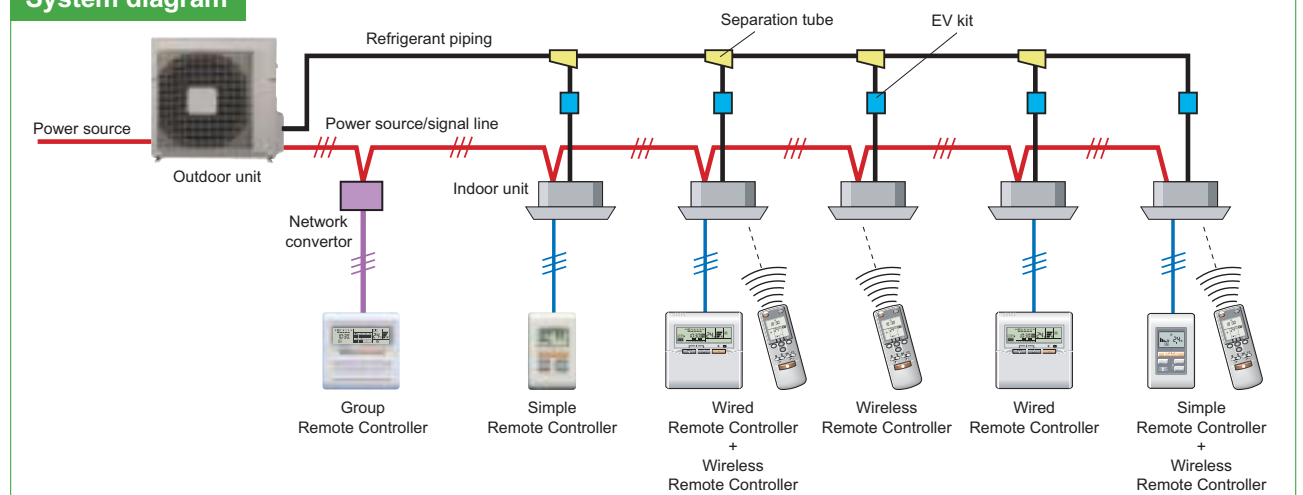 System diagram
Separation tube
EV kit
Refrigerant piping
Power source
Power source/signal line
Outdoor unit
Indoor unit
Network
convertor
Group
Remote Controller
Simple
Remote Controller
Wired
Remote Controller
+
Wireless
Remote Controller
Wireless
Remote Controller
Wired
Remote Controller
Simple
Remote Controller
+
Wireless
Remote Controller